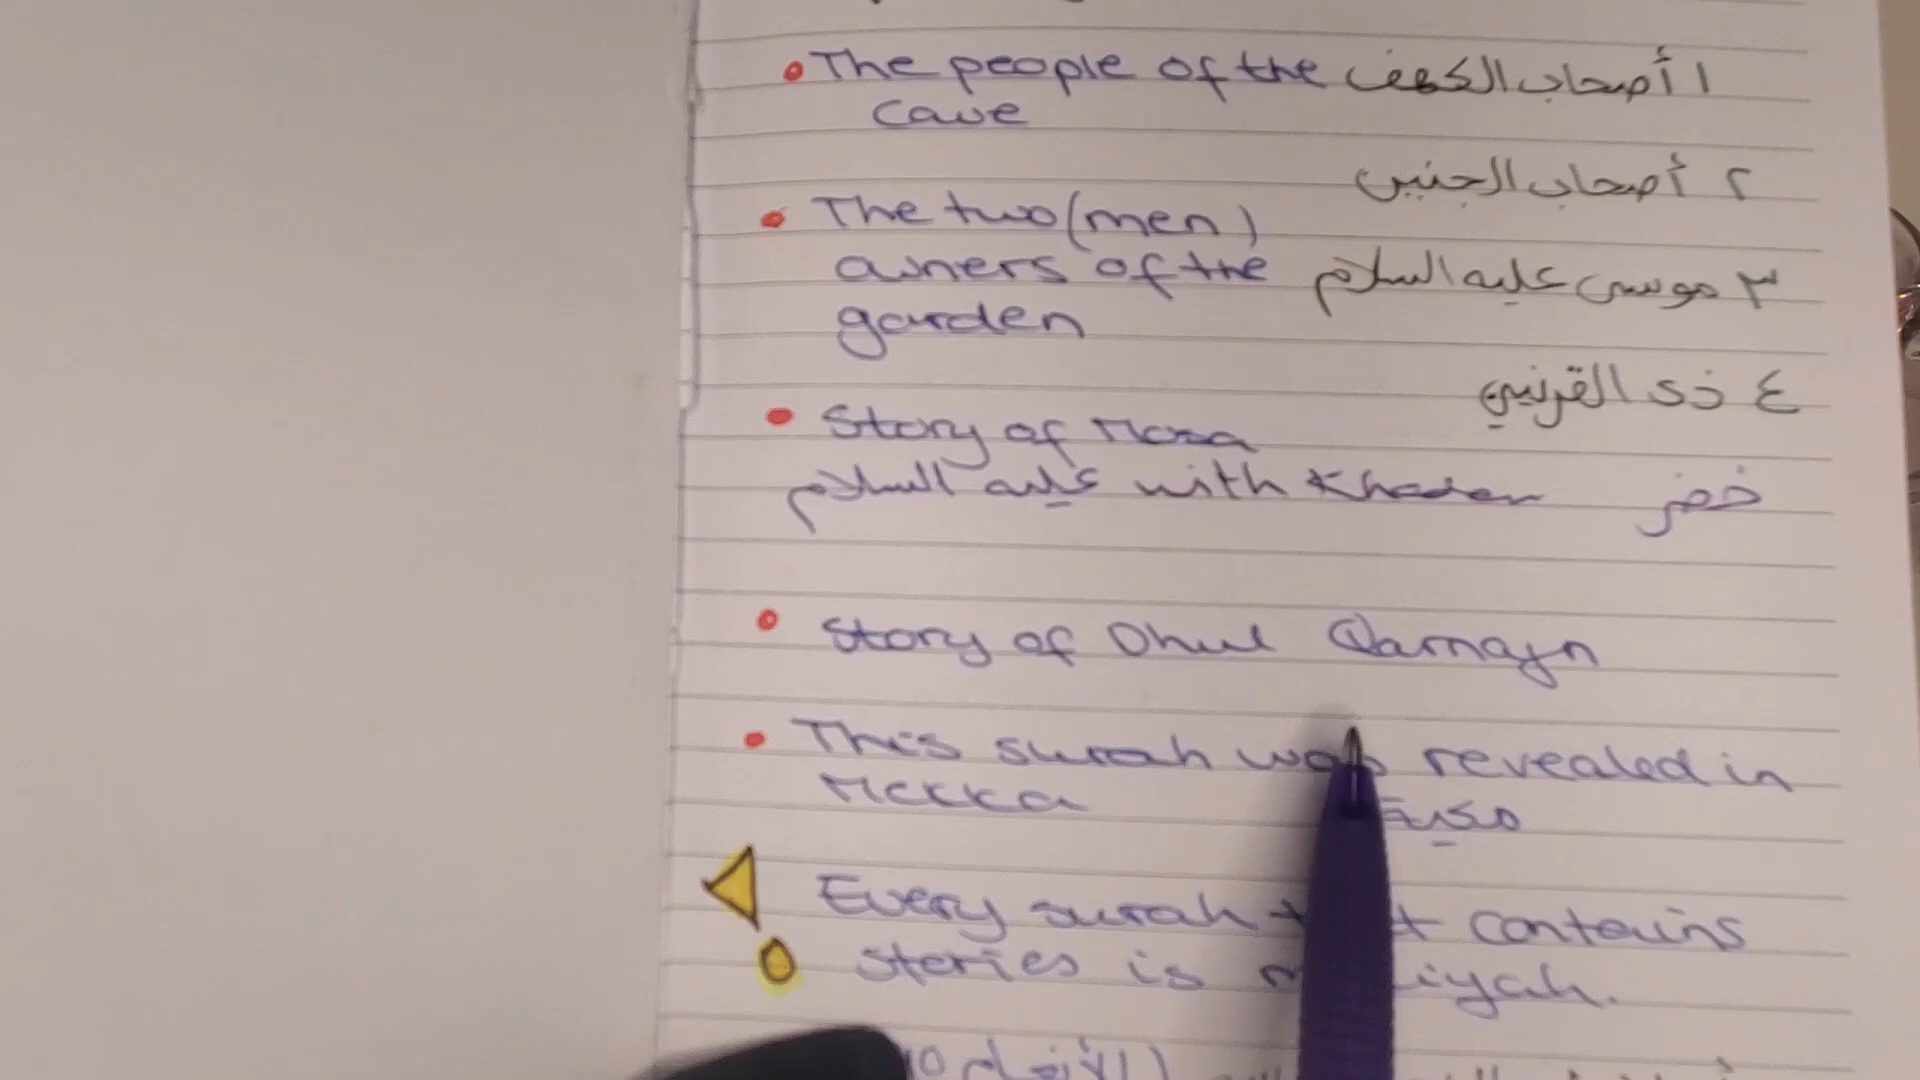 The people of the ١ أصحاب الكهف
cave
٢ أصحاب الجنتين
The two (men)
owners of the ٣ موسى عليه السلام
garden
٤ ذى القرنين
Story of Mosa
عليه السلام with Khader خضر
Story of Dhul Qarnayn
This surah was revealed in
Mekka مكية
Every surah contains
stories is